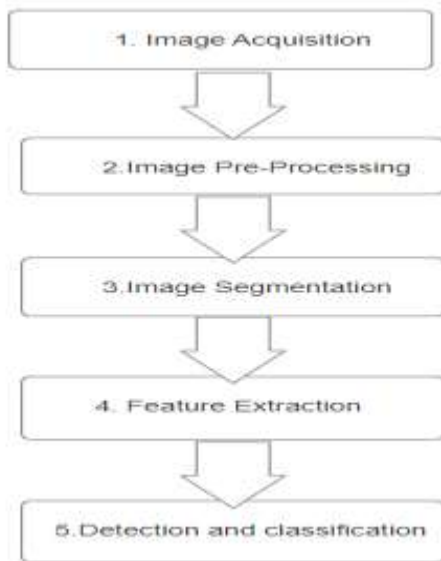 1. Image Acquisition
2.Image Pre-Processing
3.Image Segmentation
4. Feature Extraction
5.Detection and classification